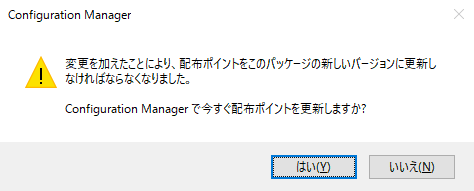 Configuration Manager
変更を加えたことにより、配布ポイントをこのパッケージの新しいバージョンに更新し
なければならなくなりました。
Configuration Manager で今すぐ配布ポイントを更新しますか?
はい(Y)
いいえ(N)